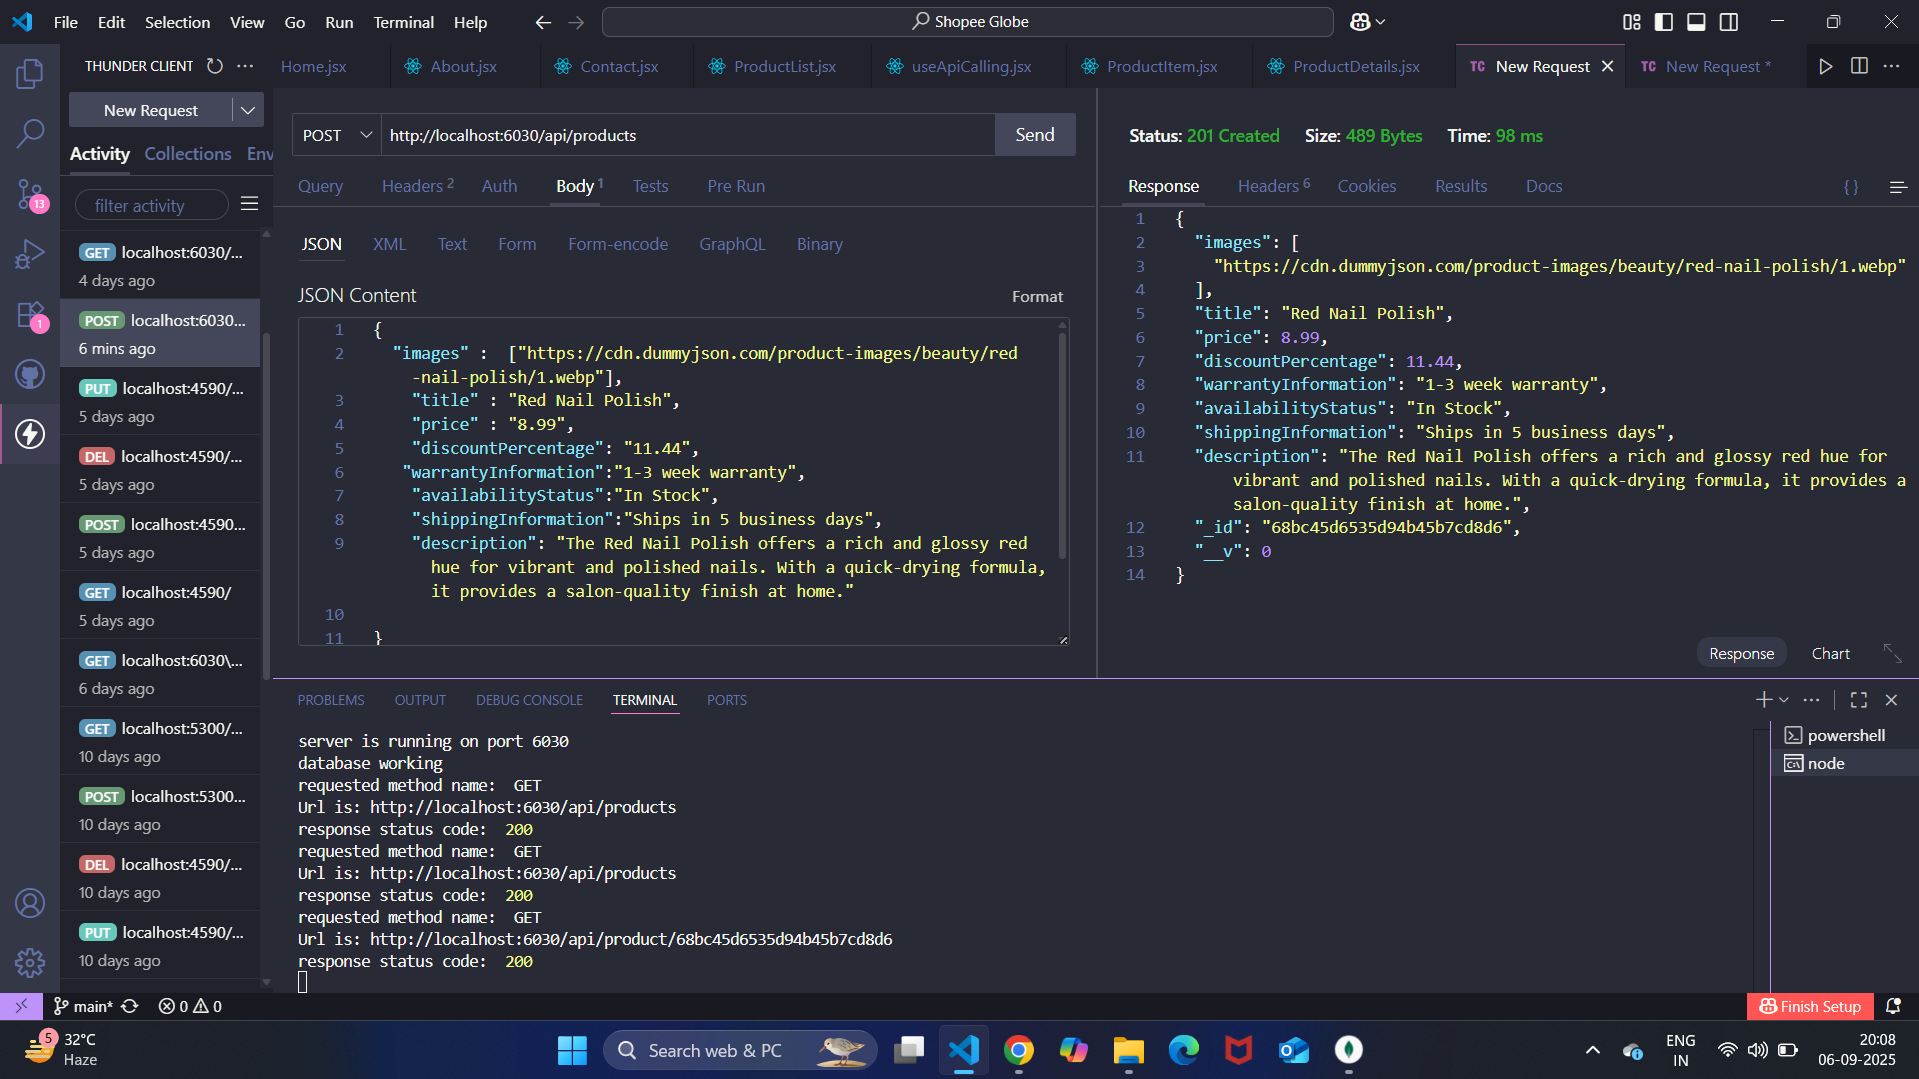 File Edit Selection View Go Run Terminal Help
Shopee Globe
THUNDER CLIENT
Home.jsx
About.jsx
Contact.jsx
ProductList.jsx
useApiCalling.jsx
ProductItem.jsx
ProductDetails.jsx
TC New Request
TC New Request *
New Request
Activity Collections Env
filter activity
13
1
GET localhost:6030/...
4 days ago
POST localhost:6030...
6 mins ago
PUT localhost:4590/...
5 days ago
DEL localhost:4590/...
5 days ago
POST localhost:4590...
5 days ago
GET localhost:4590/
5 days ago
GET localhost:6030\...
6 days ago
GET localhost:5300/...
10 days ago
POST localhost:5300...
10 days ago
DEL localhost:4590/...
10 days ago
PUT localhost:4590/...
10 days ago
POST http://localhost:6030/api/products Send
Query Headers 2 Auth Body 1 Tests Pre Run
JSON XML Text Form Form-encode GraphQL Binary
JSON Content Format
1 {
2 "images" :  ["https://cdn.dummyjson.com/product-images/beauty/red
-nail-polish/1.webp"],
3 "title" : "Red Nail Polish",
4 "price" : "8.99",
5 "discountPercentage": "11.44",
6 "warrantyInformation":"1-3 week warranty",
7 "availabilityStatus":"In Stock",
8 "shippingInformation":"Ships in 5 business days",
9 "description": "The Red Nail Polish offers a rich and glossy red
hue for vibrant and polished nails. With a quick-drying formula,
it provides a salon-quality finish at home."
10
11 }
Status: 201 Created Size: 489 Bytes Time: 98 ms
Response Headers 6 Cookies Results Docs { }
1 {
2 "images": [
3 "https://cdn.dummyjson.com/product-images/beauty/red-nail-polish/1.webp"
4 ],
5 "title": "Red Nail Polish",
6 "price": 8.99,
7 "discountPercentage": 11.44,
8 "warrantyInformation": "1-3 week warranty",
9 "availabilityStatus": "In Stock",
10 "shippingInformation": "Ships in 5 business days",
11 "description": "The Red Nail Polish offers a rich and glossy red hue for
vibrant and polished nails. With a quick-drying formula, it provides a
salon-quality finish at home.",
12 "_id": "68bc45d6535d94b45b7cd8d6",
13 "__v": 0
14 }
Response Chart
PROBLEMS OUTPUT DEBUG CONSOLE TERMINAL PORTS
server is running on port 6030
database working
requested method name:  GET
Url is: http://localhost:6030/api/products
response status code:  200
requested method name:  GET
Url is: http://localhost:6030/api/products
response status code:  200
requested method name:  GET
Url is: http://localhost:6030/api/product/68bc45d6535d94b45b7cd8d6
response status code:  200
powershell
node
main* 0 0
Finish Setup
5
32°C
Haze
Search web & PC
ENG
IN
20:08
06-09-2025